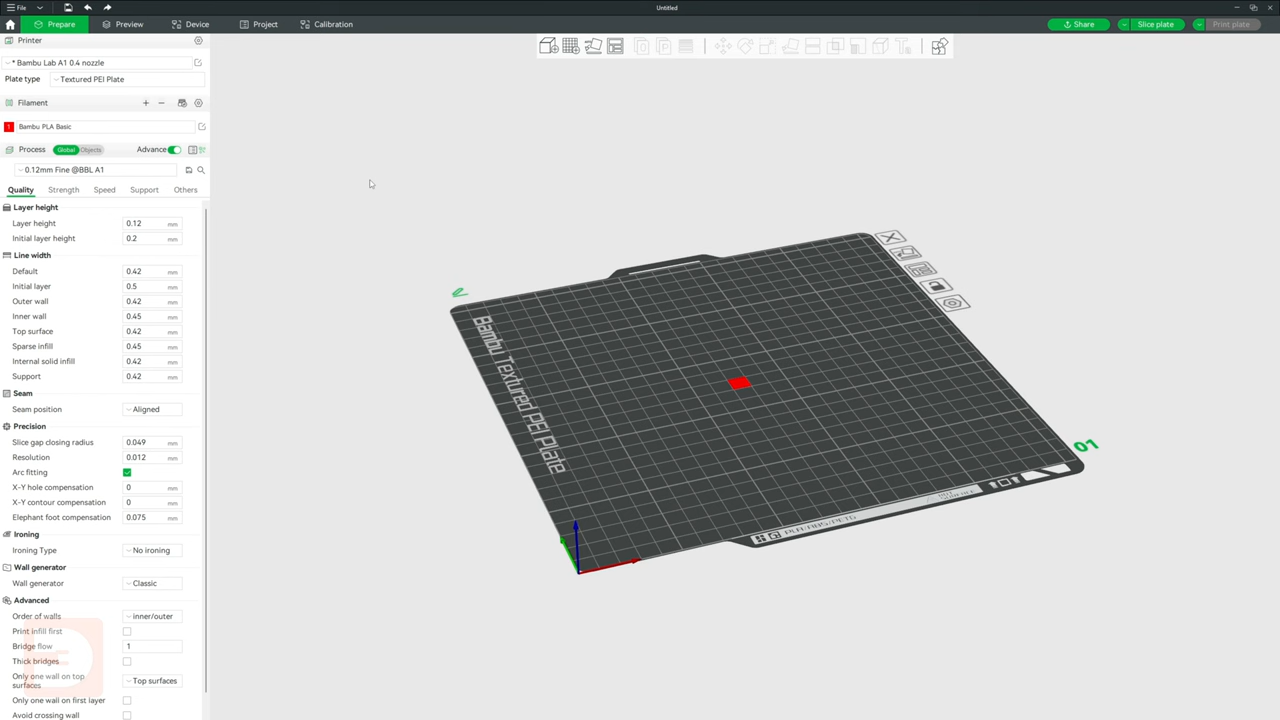 File
Untitled
Prepare
Preview
Device
Project
Calibration
Share
Slice plate
Print plate
Printer
* Bambu Lab A1 0.4 nozzle
Plate type
Textured PEI Plate
Filament
1
Bambu PLA Basic
Process
Global
Objects
Advance
0.12mm Fine @BBL A1
Quality
Strength
Speed
Support
Others
Layer height
Layer height 0.12 mm
Initial layer height 0.2 mm
Line width
Default 0.42 mm
Initial layer 0.5 mm
Outer wall 0.42 mm
Inner wall 0.45 mm
Top surface 0.42 mm
Sparse infill 0.45 mm
Internal solid infill 0.42 mm
Support 0.42 mm
Seam
Seam position Aligned
Precision
Slice gap closing radius 0.049 mm
Resolution 0.012 mm
Arc fitting
X-Y hole compensation 0 mm
X-Y contour compensation 0 mm
Elephant foot compensation 0.075 mm
Ironing
Ironing Type No ironing
Wall generator
Wall generator Classic
Advanced
Order of walls inner/outer
Print infill first
Bridge flow 1
Thick bridges
Only one wall on top
surfaces
Top surfaces
Only one wall on first layer
Avoid crossing wall
Bambu Textured PEI Plate
01
PLA/ABS/PETG